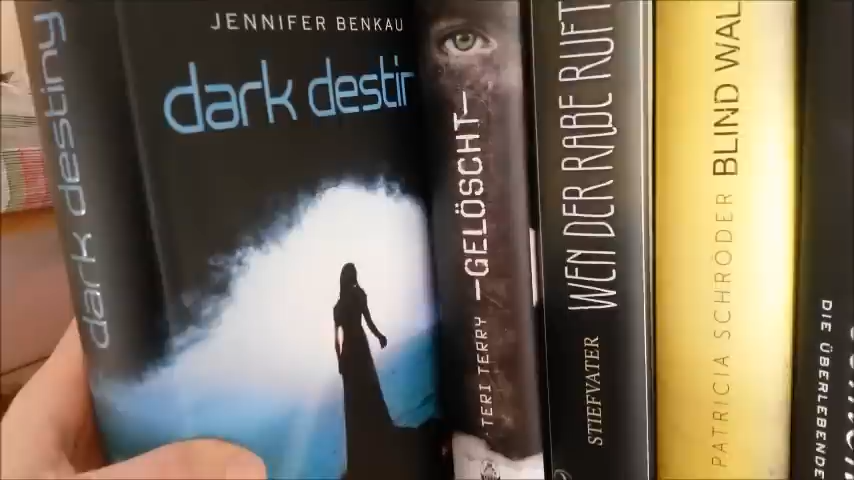 dark destiny
JENNIFER BENKAU
dark destin
TERI TERRY —GELÖSCHT—
STIEFVATER WEN DER RABE RUFT
PATRICIA SCHRÖDER BLIND WAL
DIE ÜBERLEBENDE